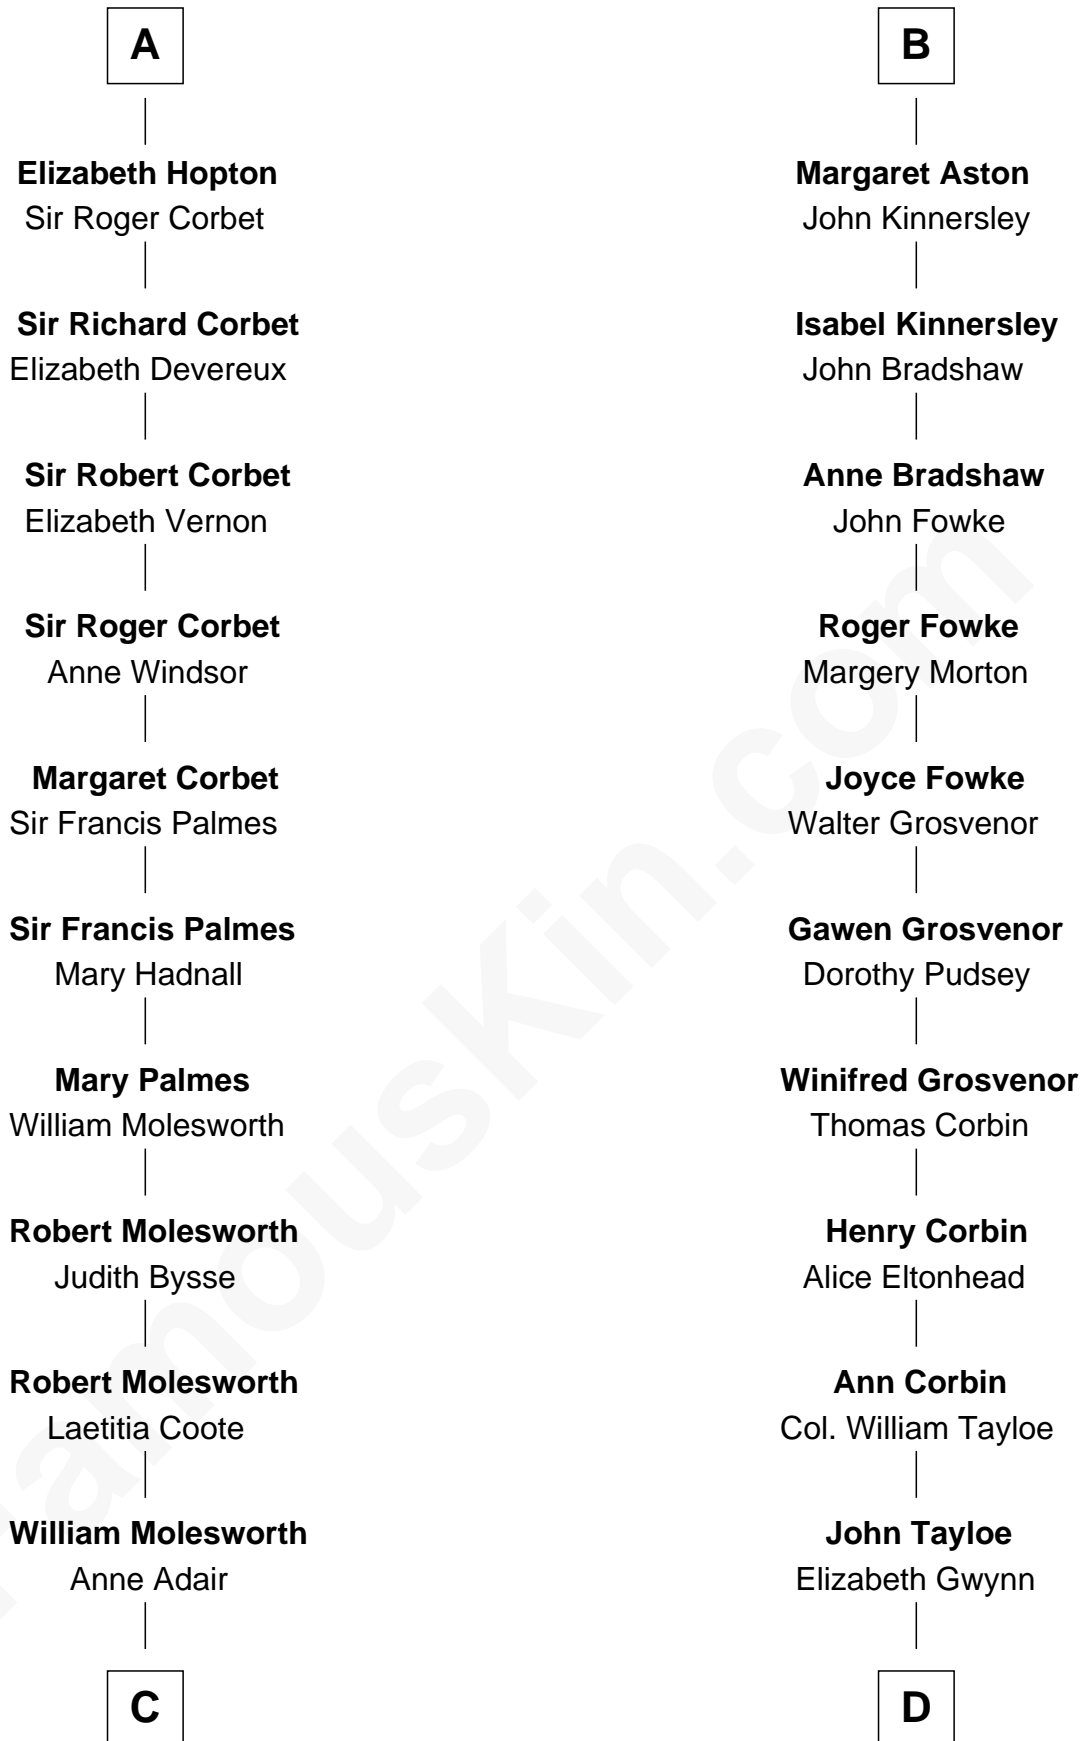 A
Elizabeth Hopton
Sir Roger Corbet
Sir Richard Corbet
Elizabeth Devereux
Sir Robert Corbet
Elizabeth Vernon
Sir Roger Corbet
Anne Windsor
Margaret Corbet
Sir Francis Palmes
Sir Francis Palmes
Mary Hadnall
Mary Palmes
William Molesworth
Robert Molesworth
Judith Bysse
Robert Molesworth
Laetitia Coote
William Molesworth
Anne Adair
C
B
Margaret Aston
John Kinnersley
Isabel Kinnersley
John Bradshaw
Anne Bradshaw
John Fowke
Roger Fowke
Margery Morton
Joyce Fowke
Walter Grosvenor
Gawen Grosvenor
Dorothy Pudsey
Winifred Grosvenor
Thomas Corbin
Henry Corbin
Alice Eltonhead
Ann Corbin
Col. William Tayloe
John Tayloe
Elizabeth Gwynn
D
FamousKin.com